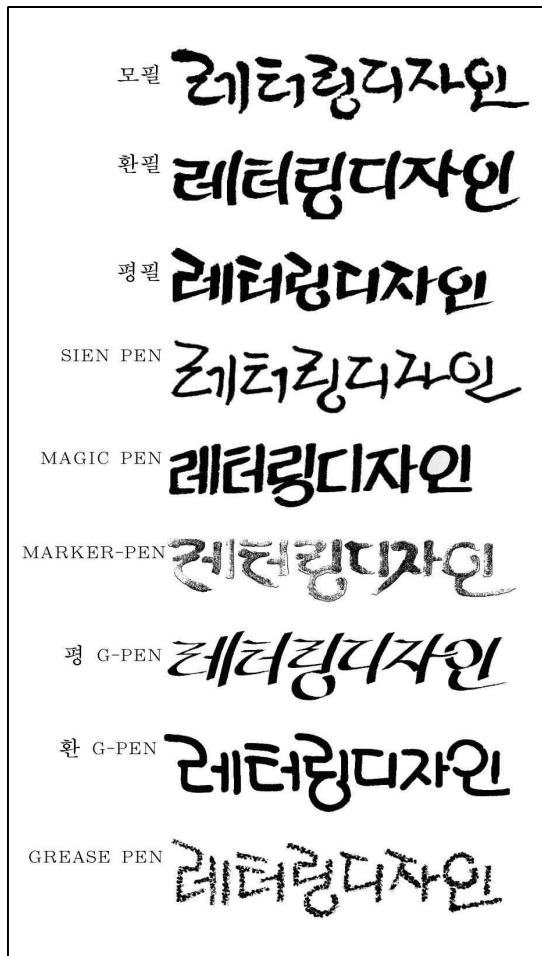 모필 레터링디자인
환필 레터링디자인
평필 레터링디자인
SIEN PEN 레터링디자인
MAGIC PEN 레터링디자인
MARKER-PEN 레터링디자인
평 G-PEN 레터링디자인
환 G-PEN 레터링디자인
GREASE PEN 레터링디자인